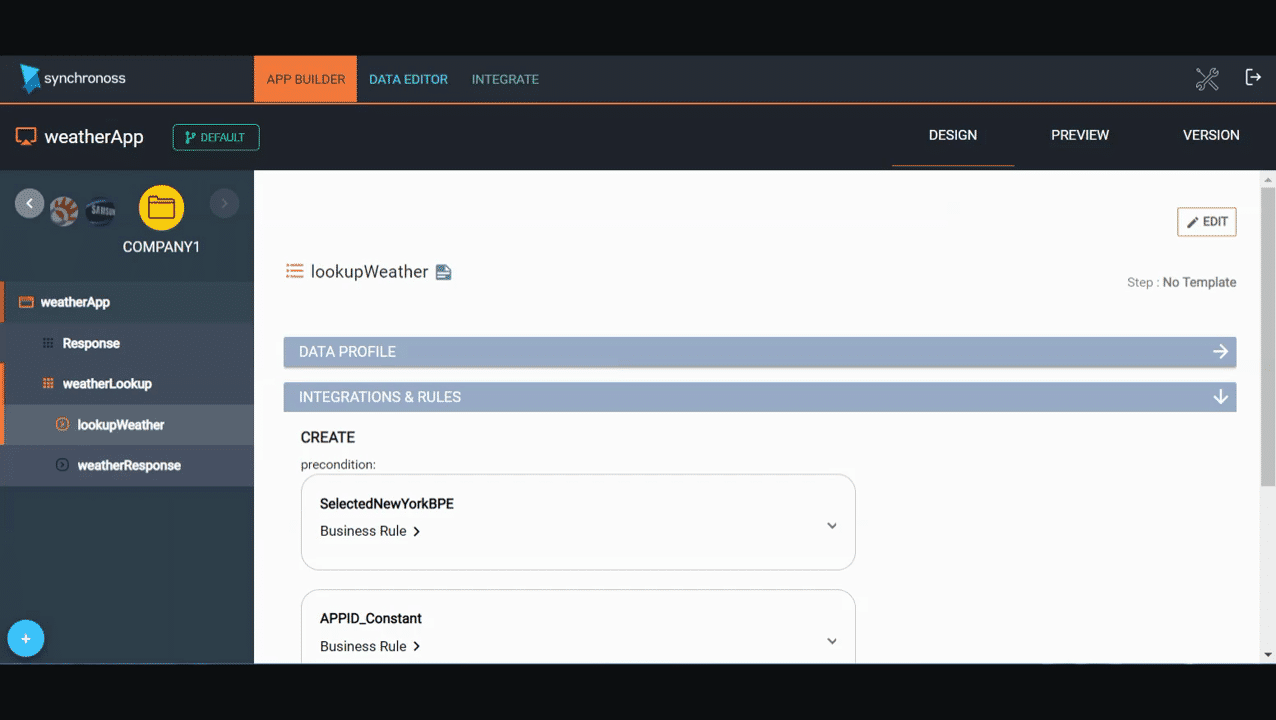 synchronoss
APP BUILDER
DATA EDITOR
INTEGRATE
weatherApp
DEFAULT
DESIGN
PREVIEW
VERSION
SAMSU
COMPANY1
EDIT
lookupWeather
Step : No Template
weatherApp
Response
weatherLookup
lookupWeather
weatherResponse
DATA PROFILE
INTEGRATIONS & RULES
CREATE
precondition:
SelectedNewYorkBPE
Business Rule
APPID_Constant
Business Rule